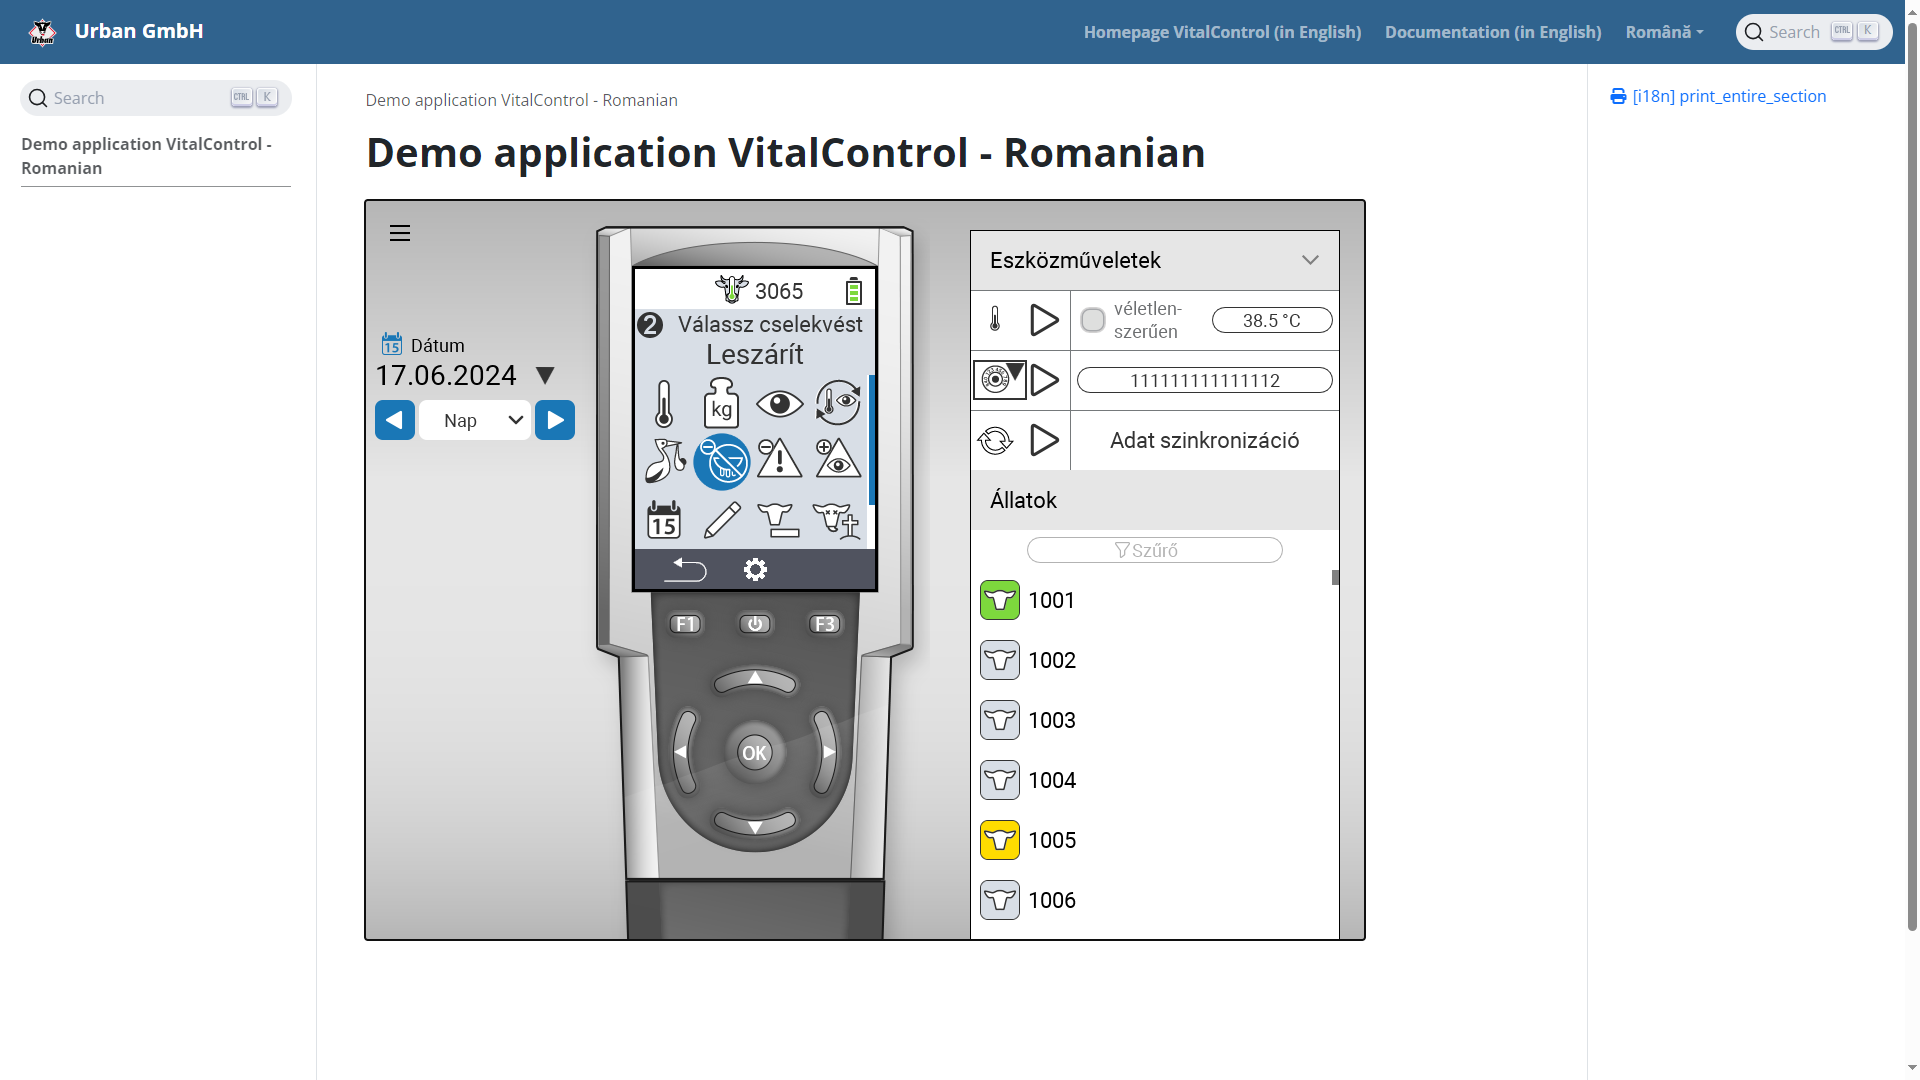 Urban GmbH
Homepage VitalControl (in English)
Documentation (in English)
Română
Search
CTRL
K
Search
CTRL
K
Demo application VitalControl -
Romanian
Demo application VitalControl - Romanian
[i18n] print_entire_section
Demo application VitalControl - Romanian
15
Dátum
17.06.2024
Nap
3065
2
Válassz cselekvést
Leszárít
kg
15
F1
F3
OK
Eszközműveletek
véletlen-
szerűen
38.5 °C
111111111111112
Adat szinkronizáció
Állatok
Szűrő
1001
1002
1003
1004
1005
1006